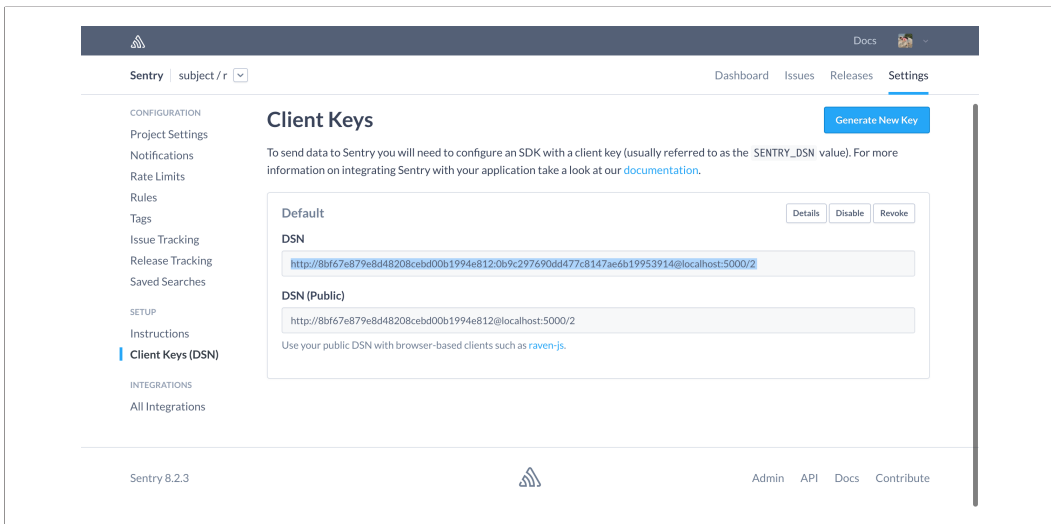 Docs
Sentry subject / r
Dashboard Issues Releases Settings
CONFIGURATION
Project Settings
Notifications
Rate Limits
Rules
Tags
Issue Tracking
Release Tracking
Saved Searches
SETUP
Instructions
Client Keys (DSN)
INTEGRATIONS
All Integrations
Client Keys
Generate New Key
To send data to Sentry you will need to configure an SDK with a client key (usually referred to as the SENTRY_DSN value). For more
information on integrating Sentry with your application take a look at our documentation.
Default
Details Disable Revoke
DSN
http://8bf67e879e8d48208cebd00b1994e812:0b9c297690dd477c8147ae6b19953914@localhost:5000/2
DSN (Public)
http://8bf67e879e8d48208cebd00b1994e812@localhost:5000/2
Use your public DSN with browser-based clients such as raven-js.
Sentry 8.2.3
Admin API Docs Contribute